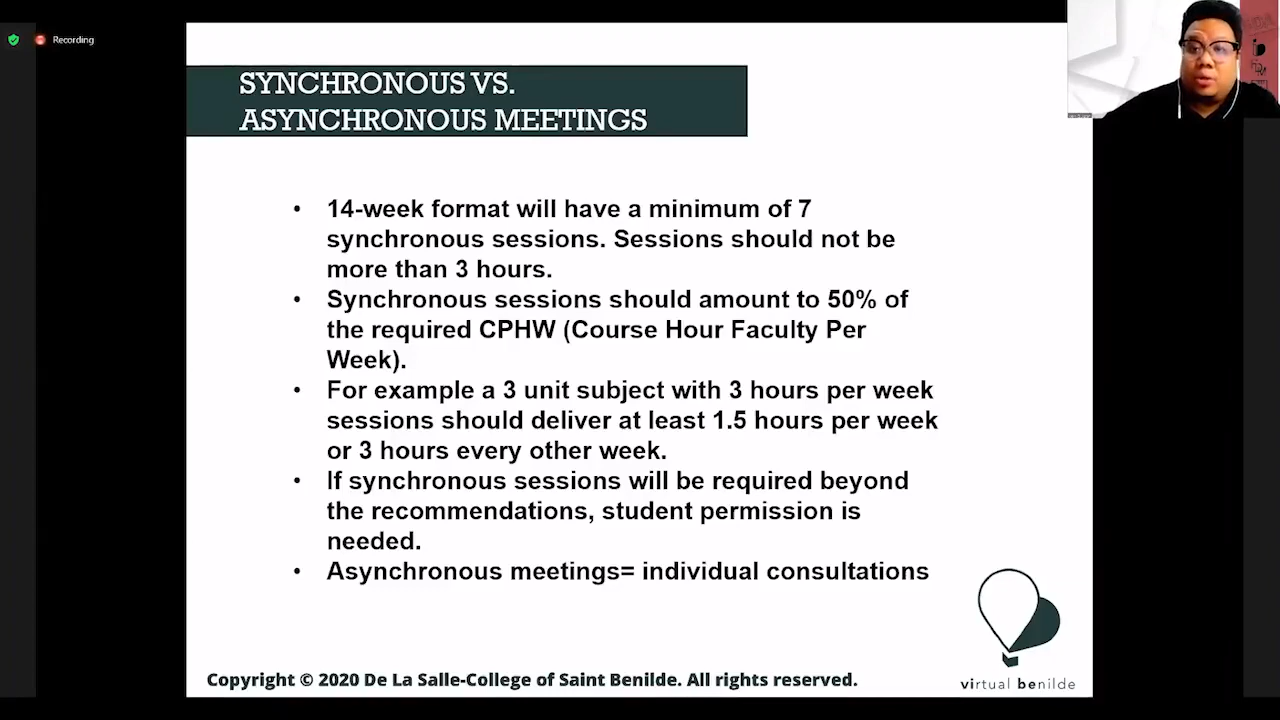 Recording
SYNCHRONOUS VS.
ASYNCHRONOUS MEETINGS
• 14-week format will have a minimum of 7
synchronous sessions. Sessions should not be
more than 3 hours.
• Synchronous sessions should amount to 50% of
the required CPHW (Course Hour Faculty Per
Week).
• For example a 3 unit subject with 3 hours per week
sessions should deliver at least 1.5 hours per week
or 3 hours every other week.
• If synchronous sessions will be required beyond
the recommendations, student permission is
needed.
• Asynchronous meetings= individual consultations
Copyright © 2020 De La Salle-College of Saint Benilde. All rights reserved.
virtual benilde